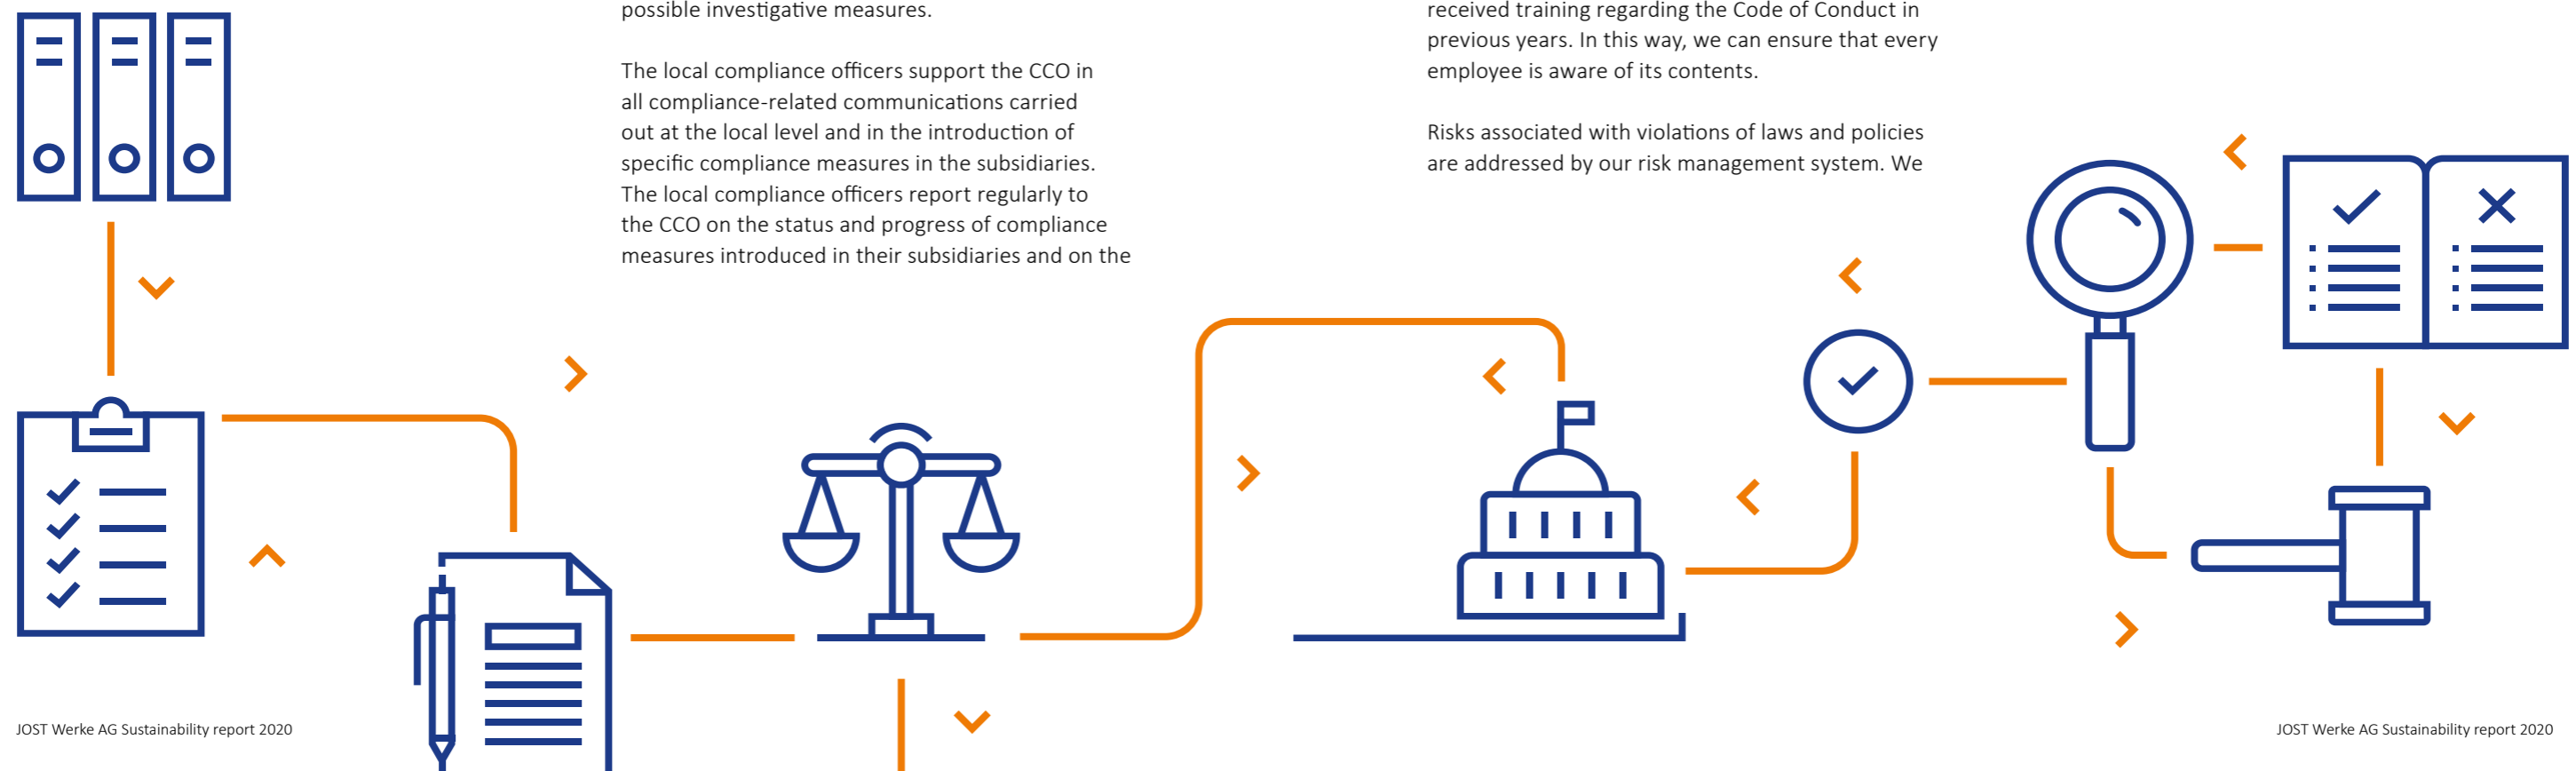 possible investigative measures.
The local compliance officers support the CCO in
all compliance-related communications carried
out at the local level and in the introduction of
specific compliance measures in the subsidiaries.
The local compliance officers report regularly to
the CCO on the status and progress of compliance
measures introduced in their subsidiaries and on the
received training regarding the Code of Conduct in
previous years. In this way, we can ensure that every
employee is aware of its contents.
Risks associated with violations of laws and policies
are addressed by our risk management system. We
JOST Werke AG Sustainability report 2020
JOST Werke AG Sustainability report 2020